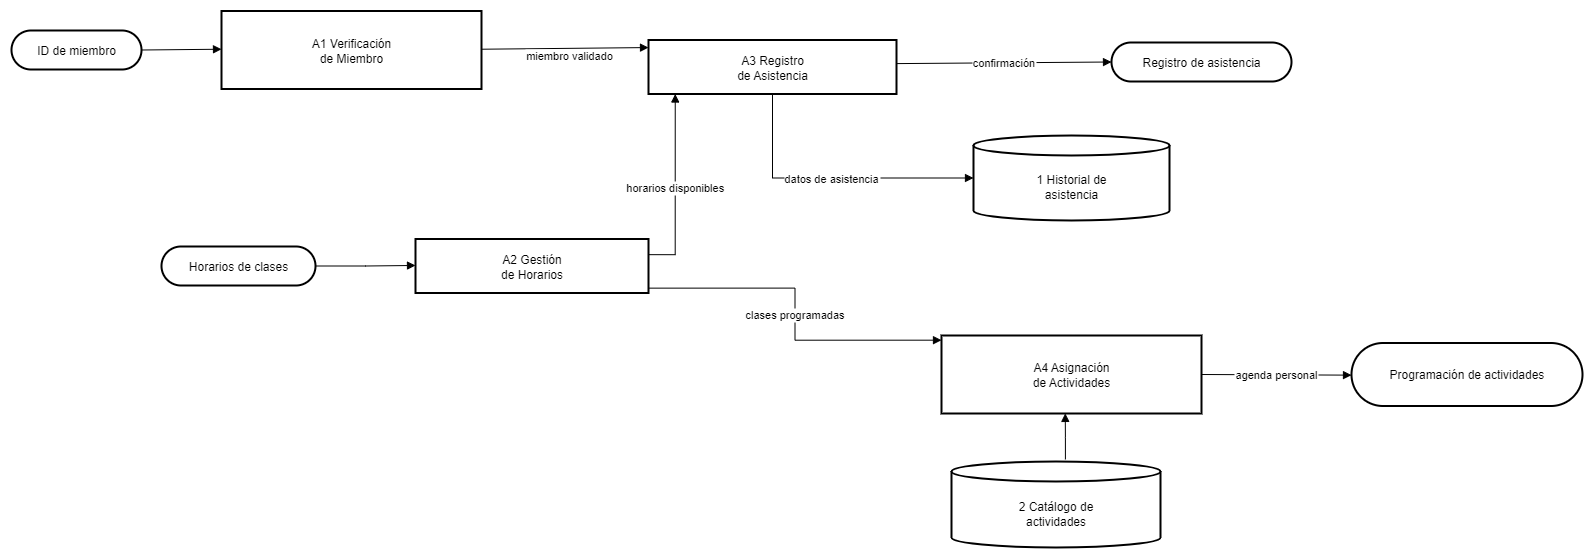 ID de miembro
A1 Verificación
de Miembro
miembro validado
A3 Registro
de Asistencia
confirmación
Registro de asistencia
datos de asistencia
1 Historial de
asistencia
horarios disponibles
Horarios de clases
A2 Gestión
de Horarios
clases programadas
A4 Asignación
de Actividades
agenda personal
Programación de actividades
2 Catálogo de
actividades